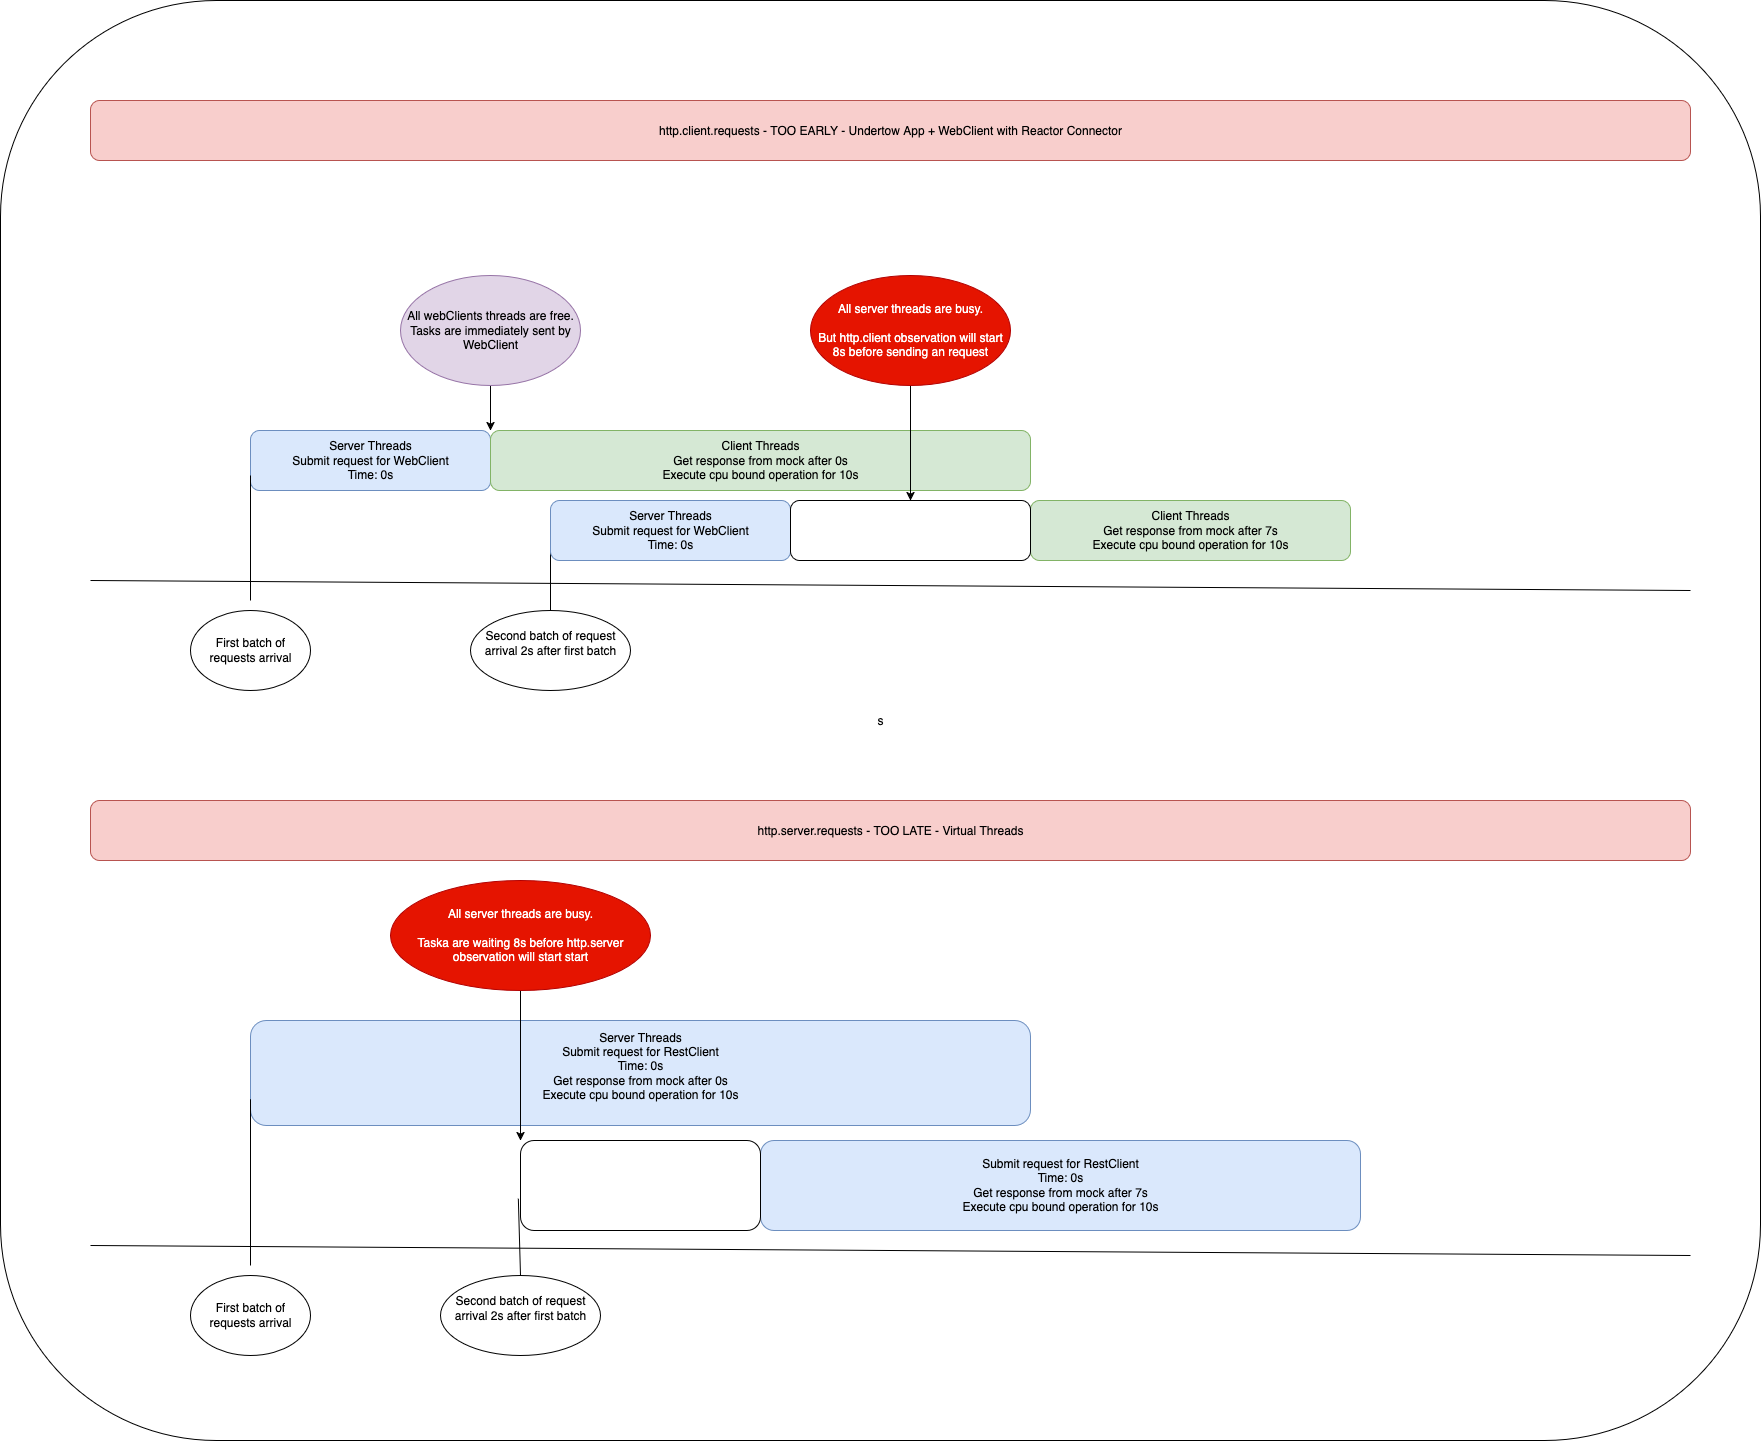 http.client.requests - TOO EARLY - Undertow App + WebClient with Reactor Connector
All webClients threads are free.
Tasks are immediately sent by
WebClient
All server threads are busy.
But http.client observation will start
8s before sending an request
Server Threads
Submit request for WebClient
Time: 0s
Client Threads
Get response from mock after 0s
Execute cpu bound operation for 10s
Server Threads
Submit request for WebClient
Time: 0s
Client Threads
Get response from mock after 7s
Execute cpu bound operation for 10s
First batch of
requests arrival
Second batch of request
arrival 2s after first batch
s
http.server.requests - TOO LATE - Virtual Threads
All server threads are busy.
Taska are waiting 8s before http.server
observation will start start
Server Threads
Submit request for RestClient
Time: 0s
Get response from mock after 0s
Execute cpu bound operation for 10s
Submit request for RestClient
Time: 0s
Get response from mock after 7s
Execute cpu bound operation for 10s
First batch of
requests arrival
Second batch of request
arrival 2s after first batch